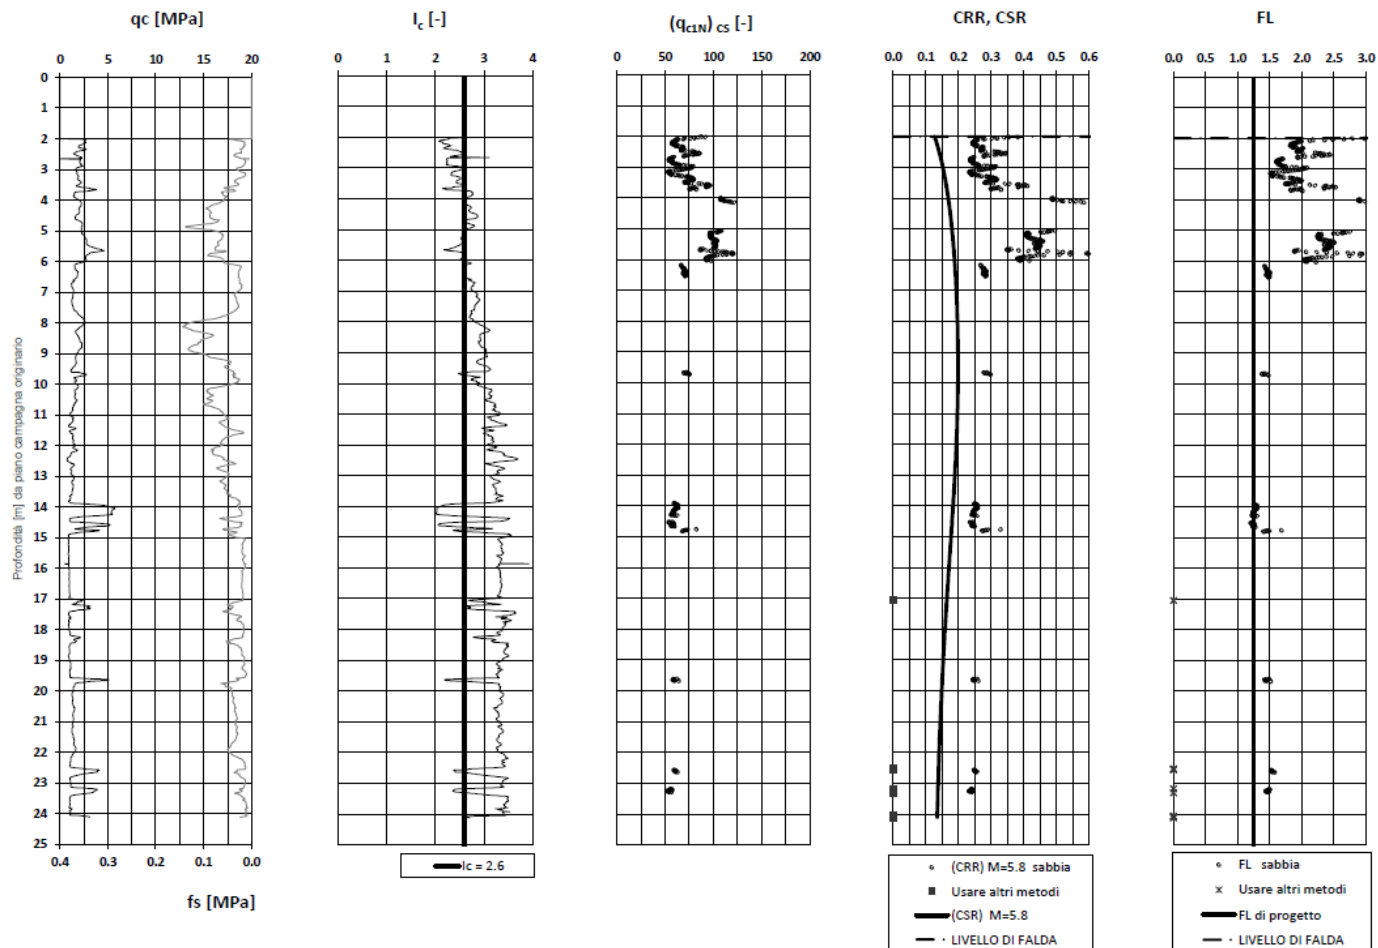 qc [MPa]
0 5 10 15 20
Ic [-]
0 1 2 3 4
(qc1N) CS [-]
0 50 100 150 200
CRR, CSR
0.0 0.1 0.2 0.3 0.4 0.5 0.6
FL
0.0 0.5 1.0 1.5 2.0 2.5 3.0
Profondità [m] da piano campagna originario
0
1
2
3
4
5
6
7
8
9
10
11
12
13
14
15
16
17
18
19
20
21
22
23
24
25
0.4 0.3 0.2 0.1 0.0
fs [MPa]
Ic = 2.6
(CRR) M=5.8 sabbia
Usare altri metodi
(CSR) M=5.8
LIVELLO DI FALDA
FL sabbia
Usare altri metodi
FL di progetto
LIVELLO DI FALDA